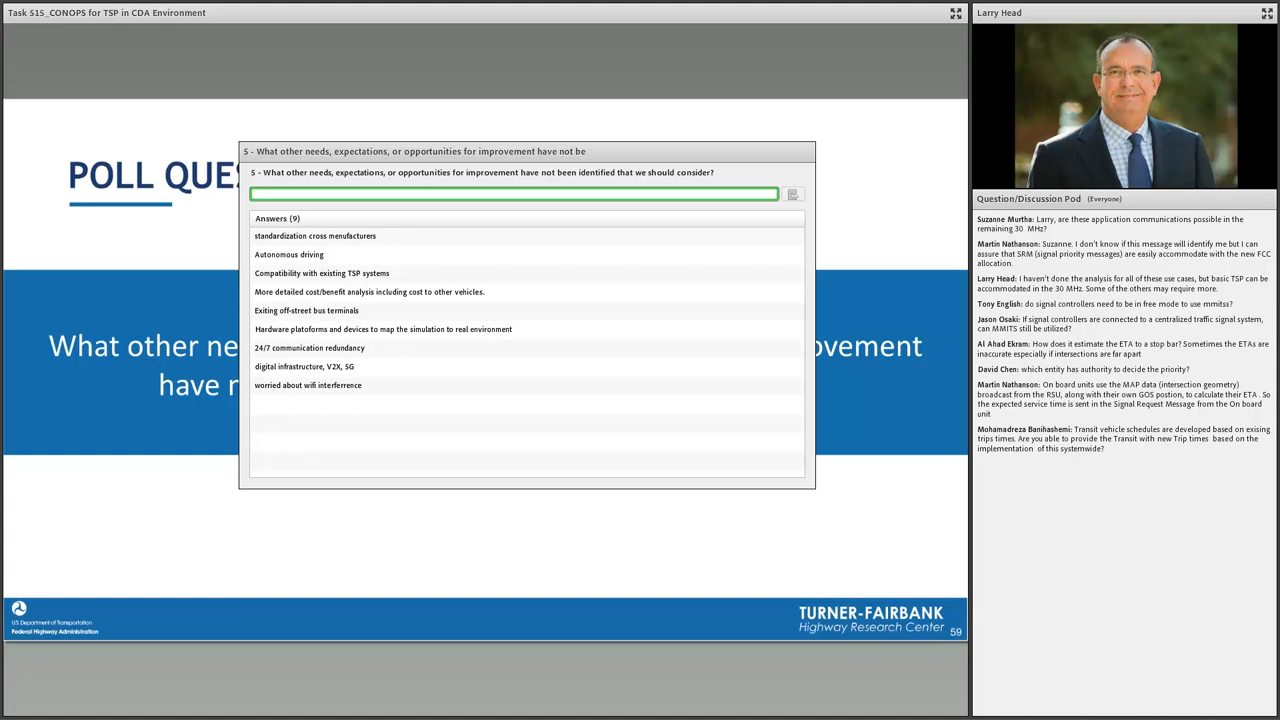 Task 515_CONOPS for TSP in CDA Environment
POLL QUES
What other ne
ovement
have n
5 - What other needs, expectations, or opportunities for improvement have not be
5 - What other needs, expectations, or opportunities for improvement have not been identified that we should consider?
Answers (9)
standardization cross menufacturers
Autonomous driving
Compatibility with existing TSP systems
More detailed cost/benefit analysis including cost to other vehicles.
Exiting off-street bus terminals
Hardware platoforms and devices to map the simulation to real environment
24/7 communication redundancy
digital infrastructure, V2X, 5G
worried about wifi interferrence
U.S. Department of Transportation
Federal Highway Administration
TURNER-FAIRBANK
Highway Research Center
59
Larry Head
Question/Discussion Pod (Everyone)
Suzanne Murtha: Larry, are these application communications possible in the
remaining 30 MHz?
Martin Nathanson: Suzanne. I don't know if this message will identify me but I can
assure that SRM (signal priority messages) are easily accommodate with the new FCC
allocation.
Larry Head: I haven't done the analysis for all of these use cases, but basic TSP can be
accommodated in the 30 MHz. Some of the others may require more.
Tony English: do signal controllers need to be in free mode to use mmitss?
Jason Osaki: If signal controllers are connected to a centralized traffic signal system,
can MMITS still be utilized?
Al Ahad Ekram: How does it estimate the ETA to a stop bar? Sometimes the ETAs are
inaccurate especially if intersections are far apart
David Chen: which entity has authority to decide the priority?
Martin Nathanson: On board units use the MAP data (intersection geometry)
broadcast from the RSU, along with their own GOS postion, to calculate their ETA . So
the expected service time is sent in the Signal Request Message from the On board
unit
Mohamadreza Banihashemi: Transit vehicle schedules are developed based on exising
trips times. Are you able to provide the Transit with new Trip times based on the
implementation of this systemwide?